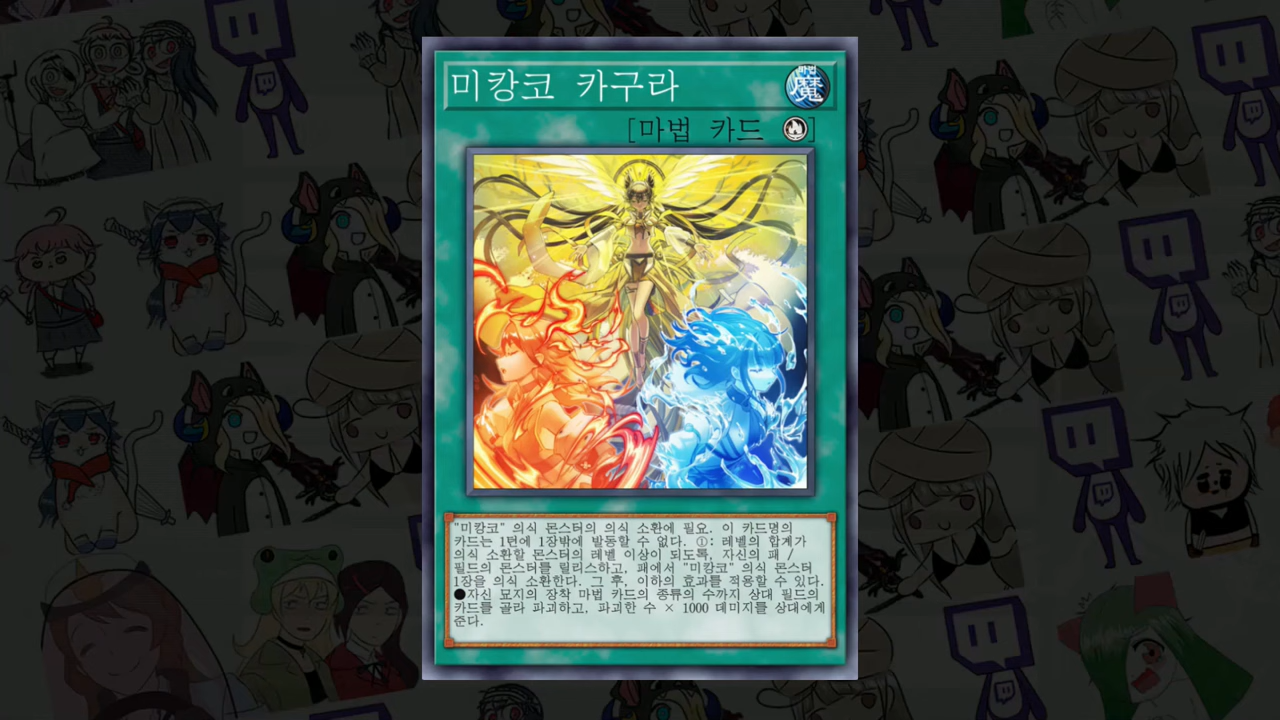 미캉코 카구라
마법
魔
[마법 카드]
"미캉코" 의식 몬스터의 의식 소환에 필요. 이 카드명의
카드는 1턴에 1장밖에 발동할 수 없다. ①: 레벨의 합계가
의식 소환할 몬스터의 레벨 이상이 되도록, 자신의 패 /
필드의 몬스터를 릴리스하고, 패에서 "미캉코" 의식 몬스터
1장을 의식 소환한다. 그 후, 이하의 효과를 적용할 수 있다.
●자신 묘지의 장착 마법 카드의 종류의 수까지 상대 필드의
카드를 골라 파괴하고, 파괴한 수 × 1000 데미지를 상대에게
준다.